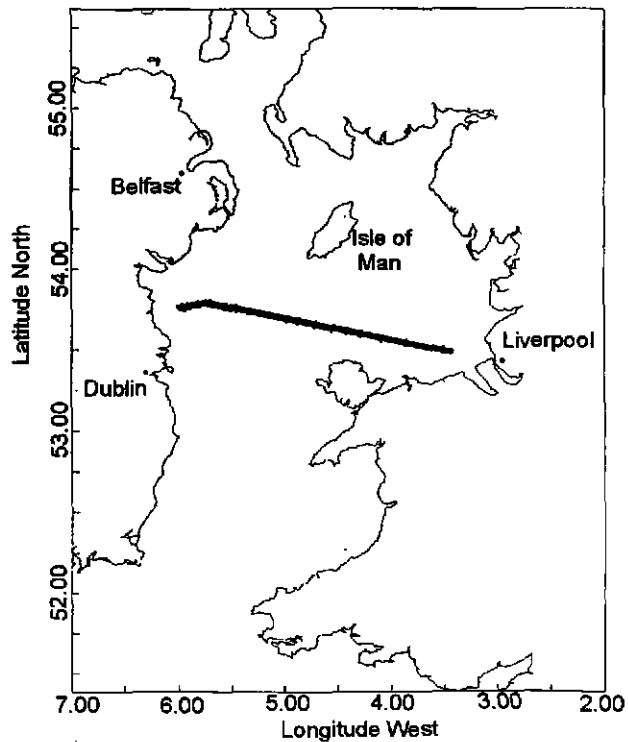 55.00
Belfast
Isle of
Man
54.00
Latitude North
Liverpool
Dublin
53.00
52.00
7.00 6.00 5.00 4.00 3.00 2.00
Longitude West